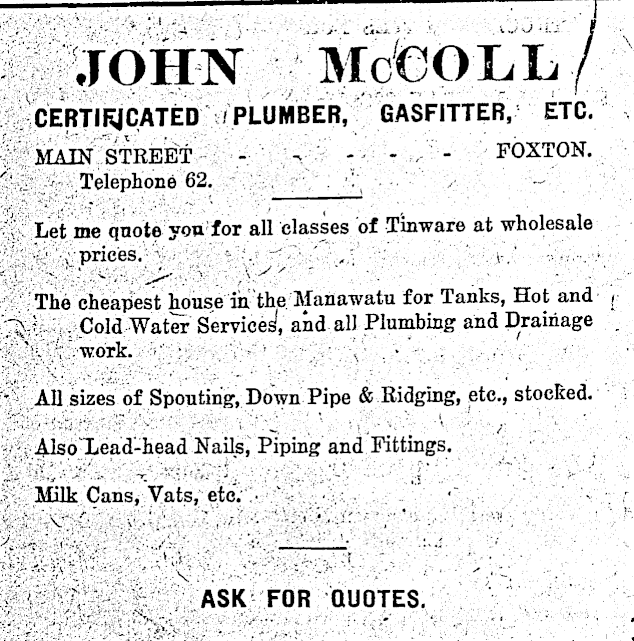 JOHN McCOLL
CERTIFICATED PLUMBER, GASFITTER, ETC.
MAIN STREET - - - - - FOXTON.
Telephone 62.
Let me quote you for all classes of Tinware at wholesale
prices.
The cheapest house in the Manawatu for Tanks, Hot and
Cold Water Services, and all Plumbing and Drainage
work.
All sizes of Spouting, Down Pipe & Ridging, etc., stocked.
Also Lead-head Nails, Piping and Fittings.
Milk Cans, Vats, etc.
ASK FOR QUOTES.